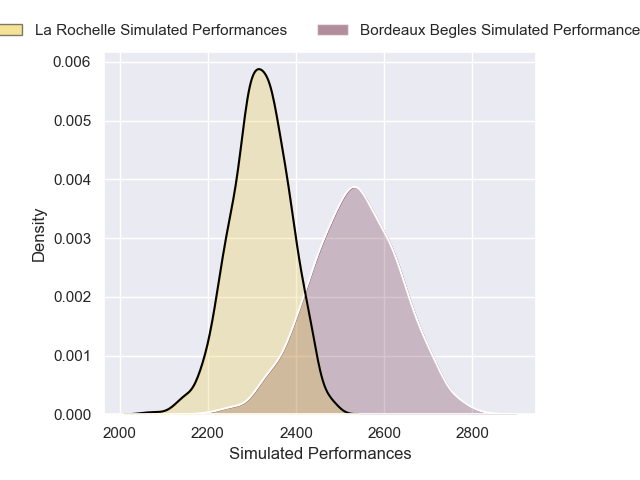 La Rochelle Simulated Performances
Bordeaux Begles Simulated Performance
0.006
0.005
0.004
0.003
0.002
0.001
0.000
Density
2000 2200 2400 2600 2800
Simulated Performances